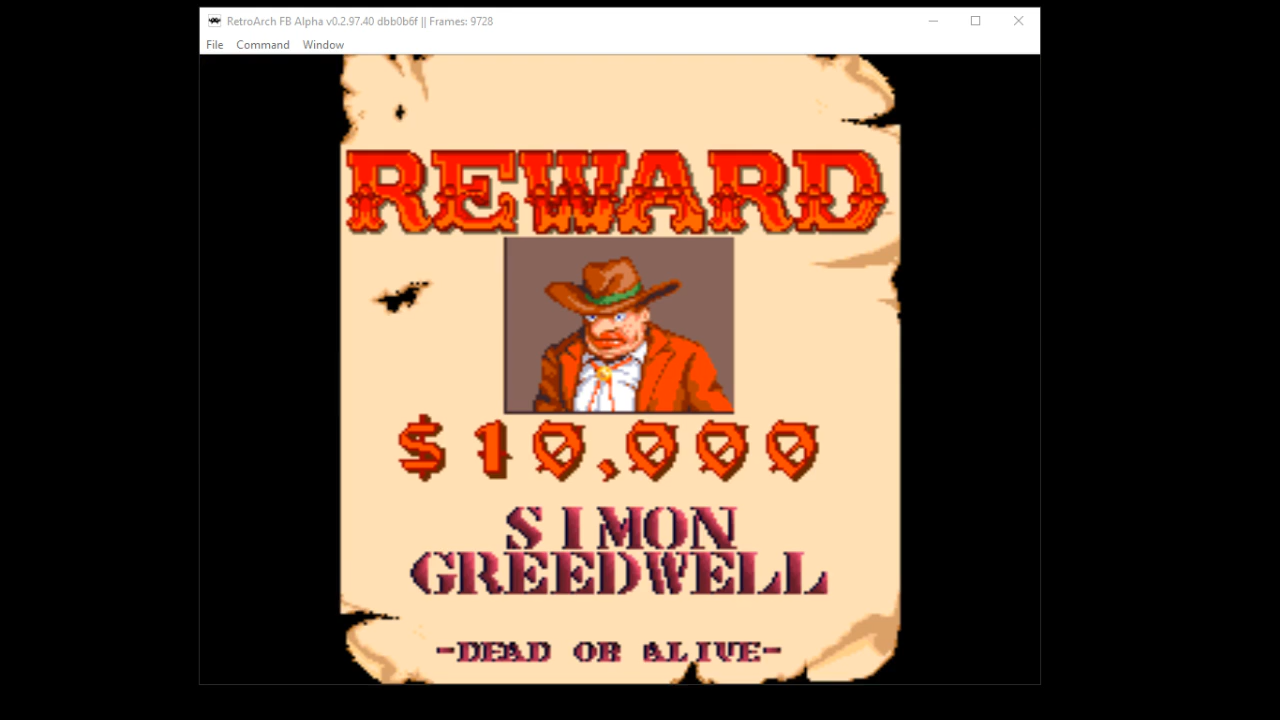 RetroArch FB Alpha v0.2.97.40 dbb0b6f || Frames: 9728
File Command Window
REWARD
$10,000
SIMON
GREEDWELL
-DEAD OR ALIVE-